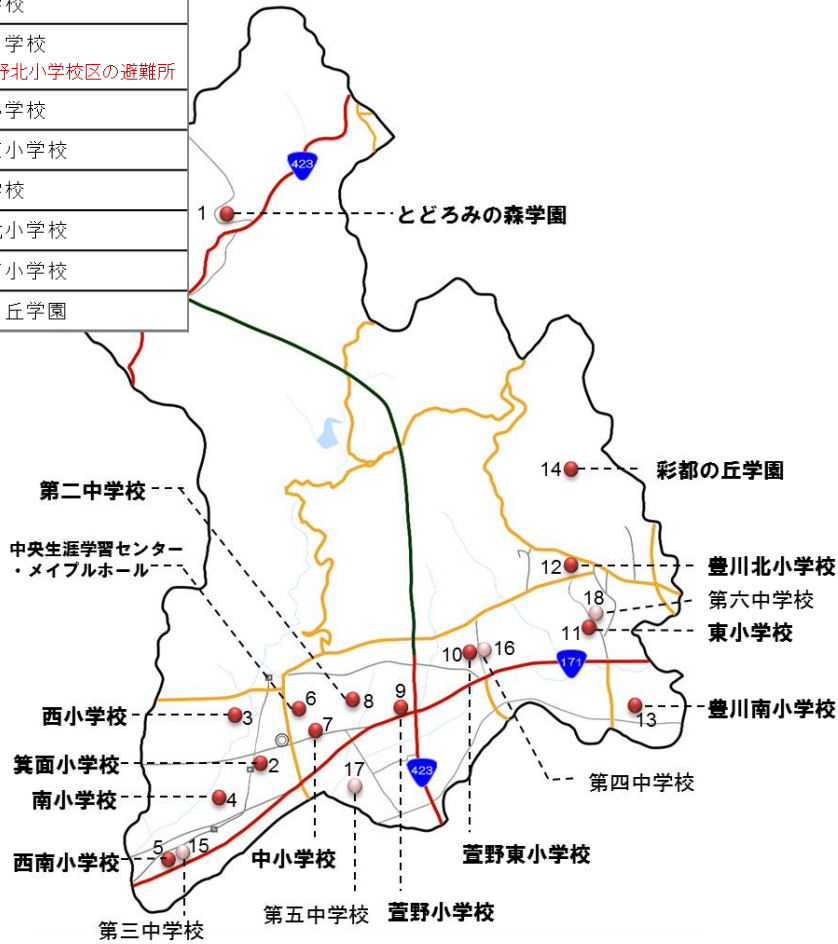 学校
学校
野北小学校区の避難所
小学校
小学校
学校
小学校
小学校
丘学園
423
1
とどろみの森学園
14
彩都の丘学園
第二中学校
中央生涯学習センター
・メイプルホール
12
豊川北小学校
18
第六中学校
11
東小学校
10
16
171
6
8
9
西小学校
3
7
13
豊川南小学校
箕面小学校
2
423
17
第四中学校
南小学校
4
5
15
西南小学校
中小学校
萱野東小学校
第三中学校
第五中学校
萱野小学校